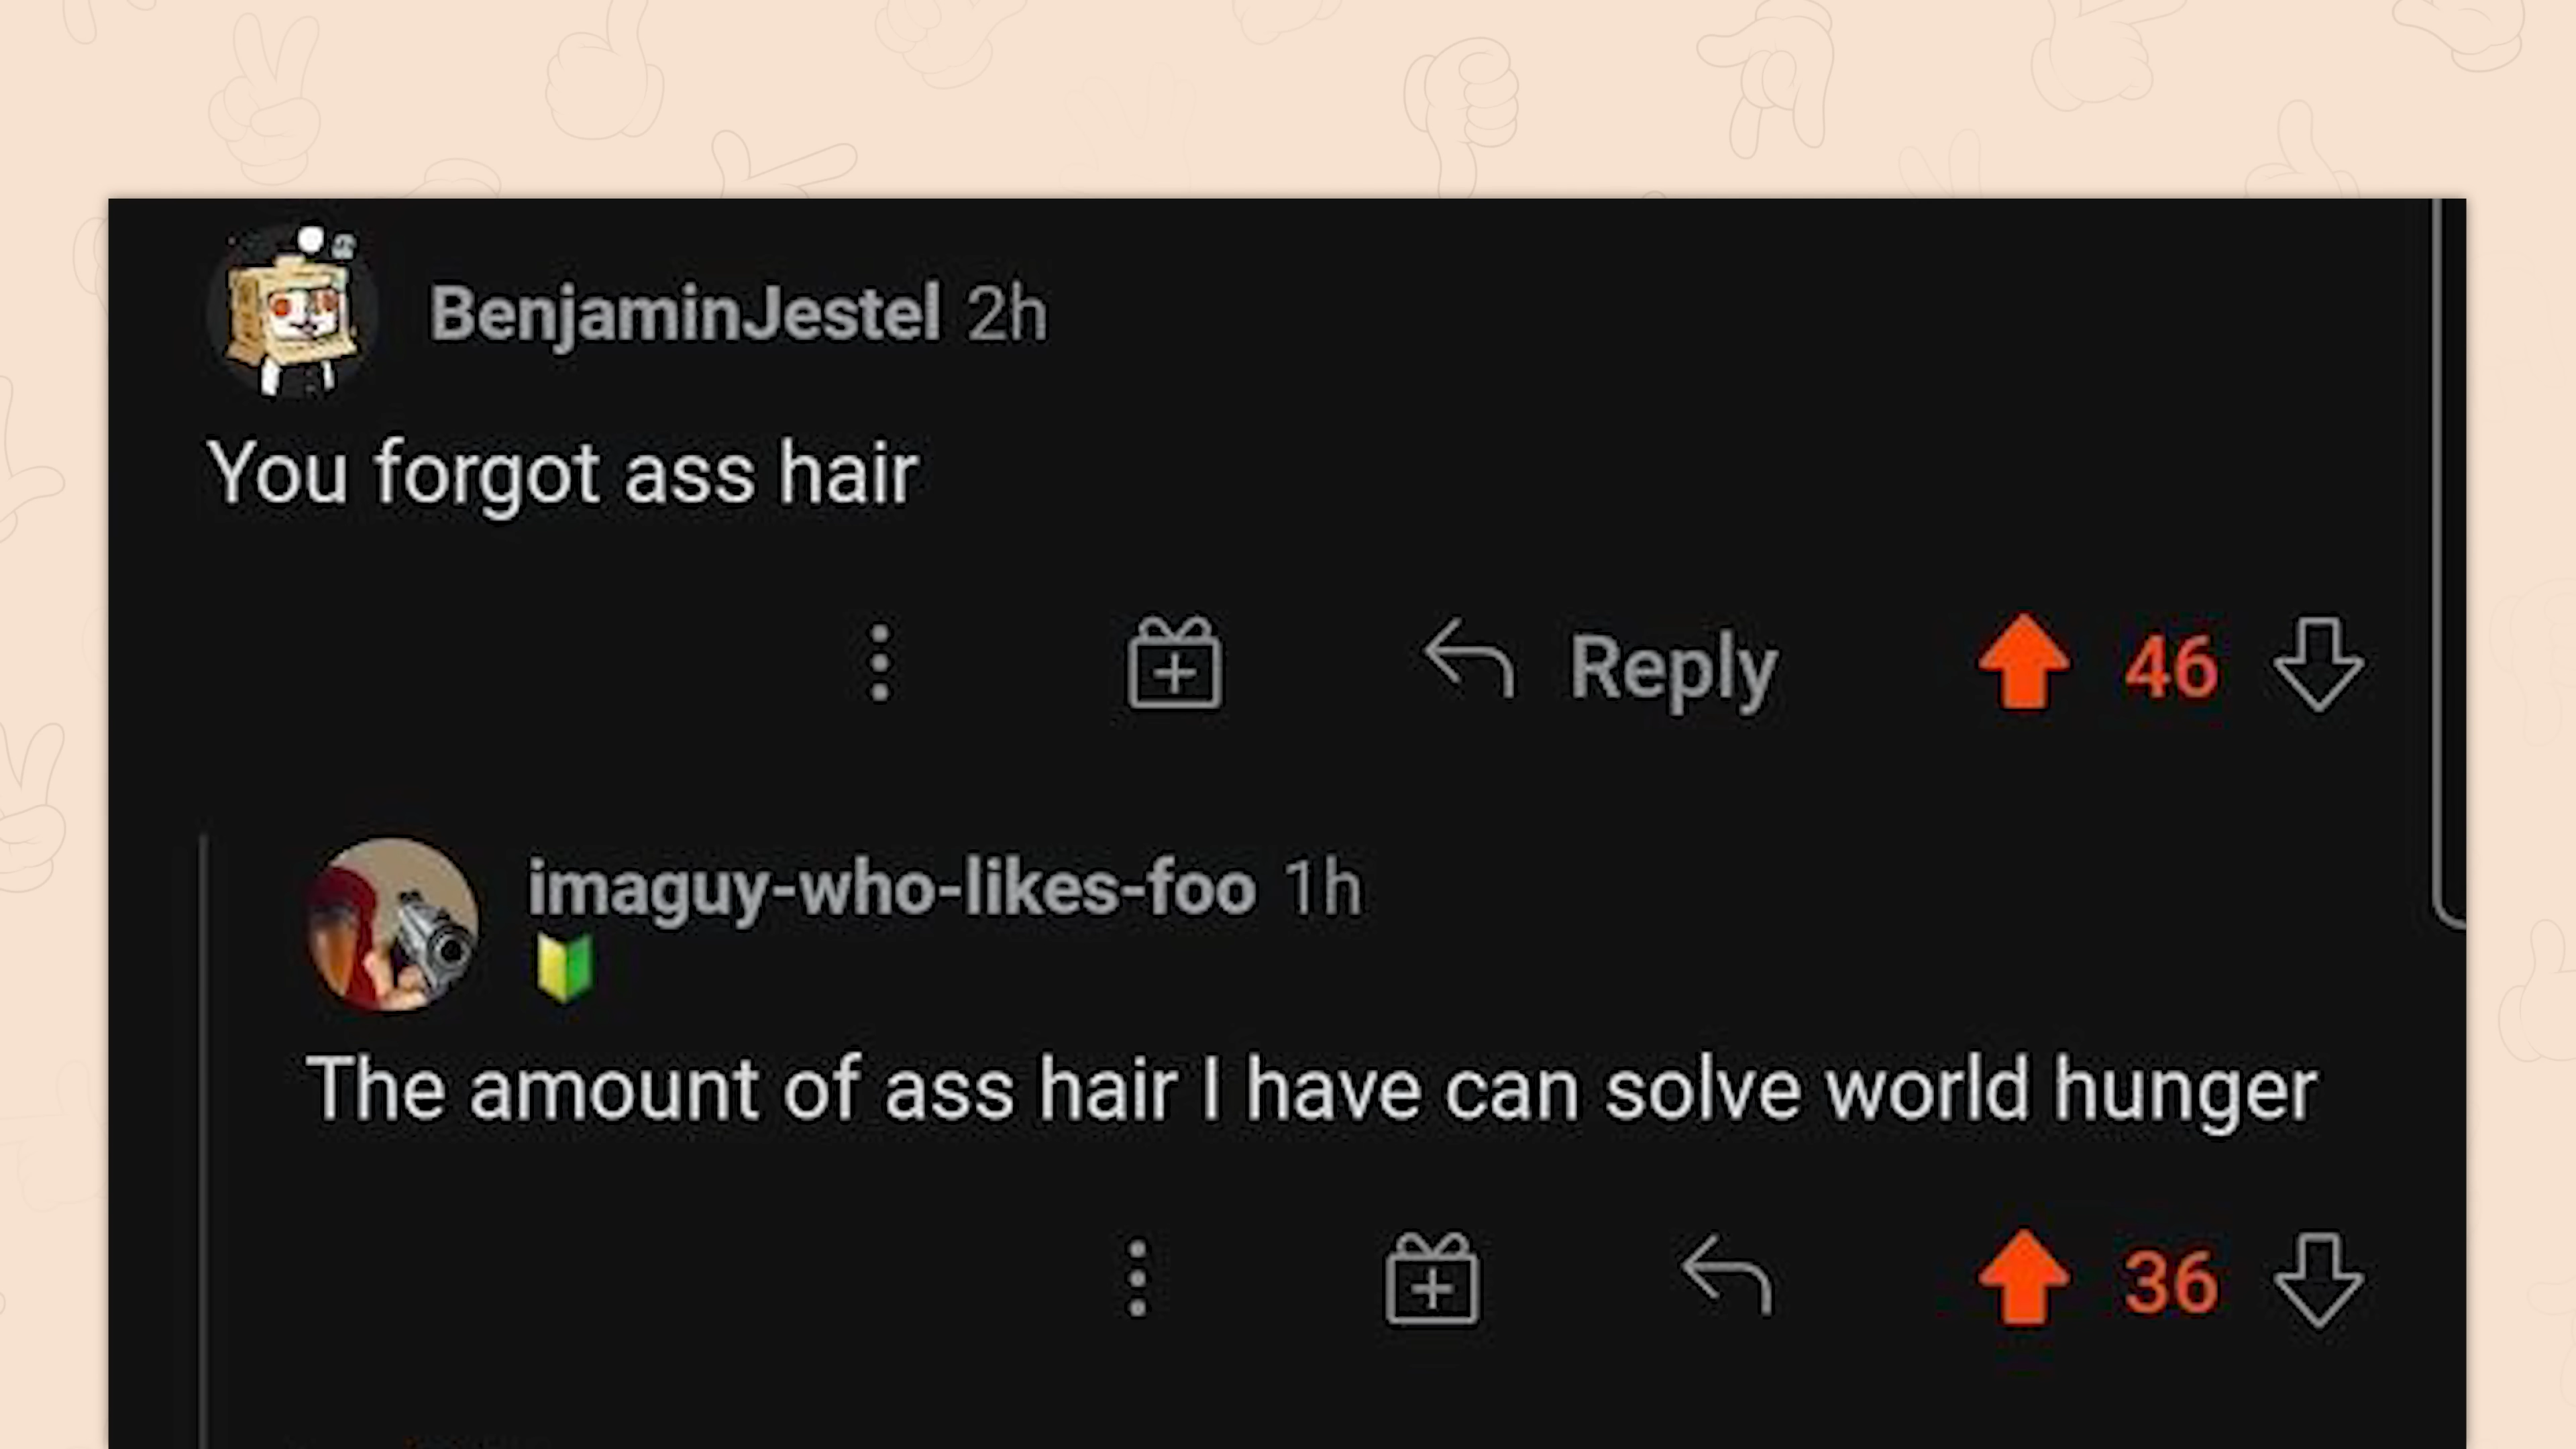 BenjaminJestel 2h
You forgot ass hair
Reply 46
imaguy-who-likes-foo 1h
The amount of ass hair I have can solve world hunger
36